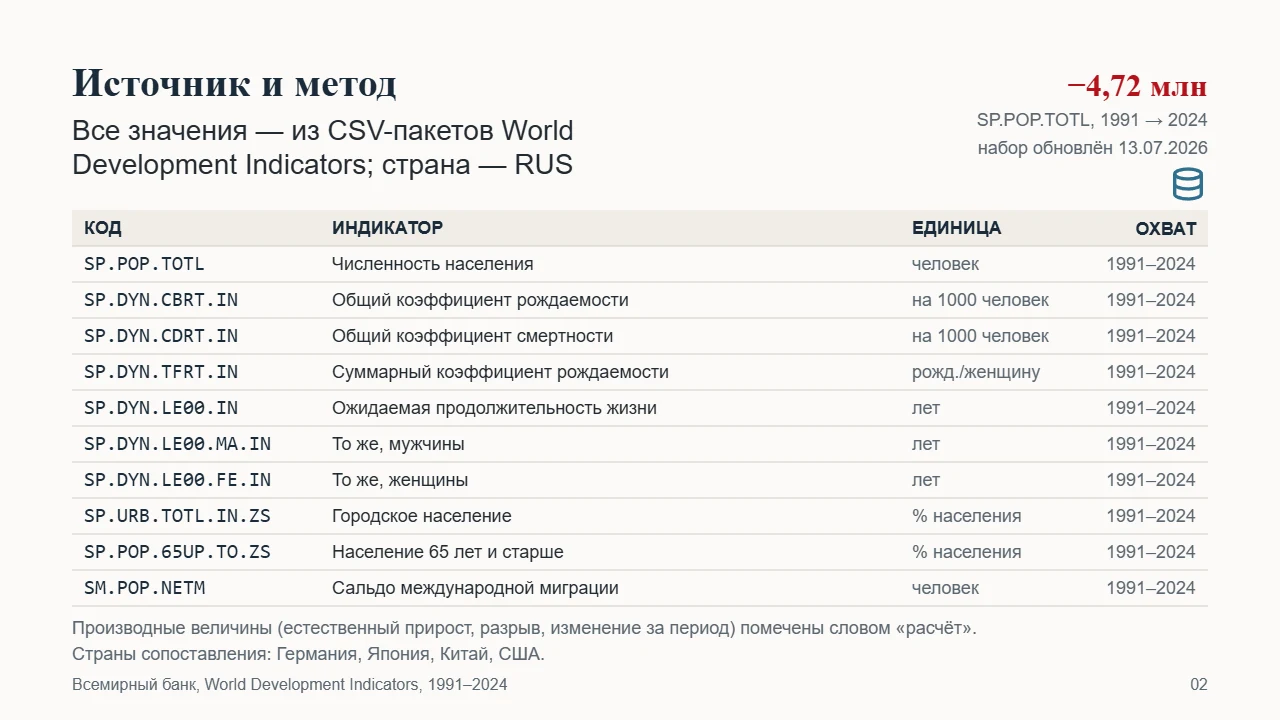 Источник и метод
Все значения — из CSV-пакетов World
Development Indicators; страна — RUS
−4,72 млн
SP.POP.TOTL, 1991 → 2024
набор обновлён 13.07.2026
КОД ИНДИКАТОР ЕДИНИЦА ОХВАТ
SP.POP.TOTL Численность населения человек 1991–2024
SP.DYN.CBRT.IN Общий коэффициент рождаемости на 1000 человек 1991–2024
SP.DYN.CDRT.IN Общий коэффициент смертности на 1000 человек 1991–2024
SP.DYN.TFRT.IN Суммарный коэффициент рождаемости рожд./женщину 1991–2024
SP.DYN.LE00.IN Ожидаемая продолжительность жизни лет 1991–2024
SP.DYN.LE00.MA.IN То же, мужчины лет 1991–2024
SP.DYN.LE00.FE.IN То же, женщины лет 1991–2024
SP.URB.TOTL.IN.ZS Городское население % населения 1991–2024
SP.POP.65UP.TO.ZS Население 65 лет и старше % населения 1991–2024
SM.POP.NETM Сальдо международной миграции человек 1991–2024
Производные величины (естественный прирост, разрыв, изменение за период) помечены словом «расчёт».
Страны сопоставления: Германия, Япония, Китай, США.
Всемирный банк, World Development Indicators, 1991–2024
02